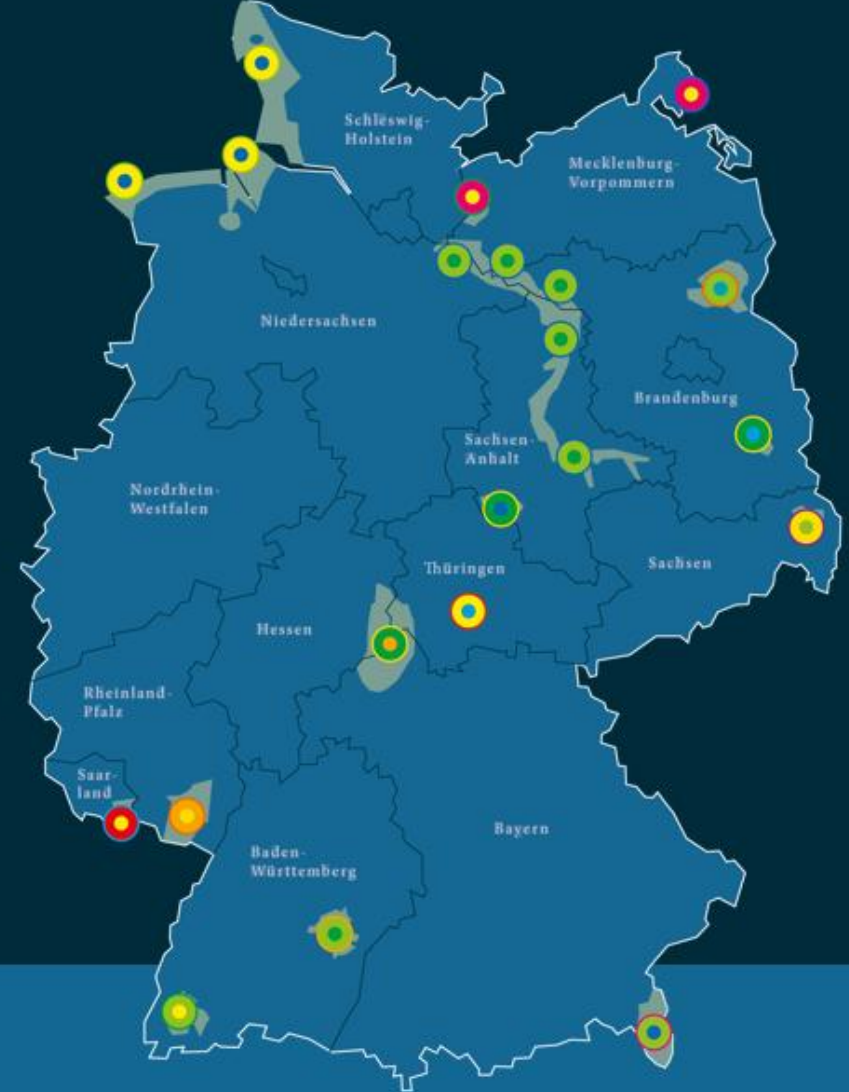 Schleswig-
Holstein
Mecklenburg-
Vorpommern
Niedersachsen
Brandenburg
Sachsen-
Anhalt
Nordrhein-
Westfalen
Thüringen
Sachsen
Hessen
Rheinland-
Pfalz
Saar-
land
Bayern
Baden-
Württemberg